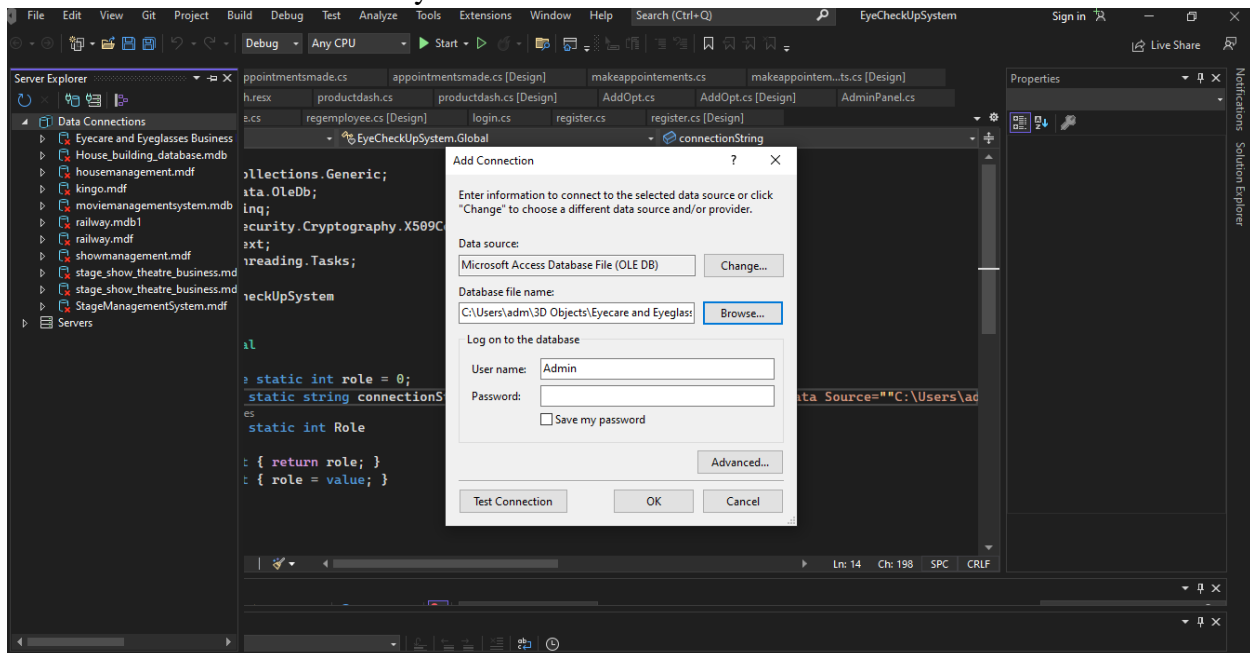 File Edit View Git Project Build Debug Test Analyze Tools Extensions Window Help Search (Ctrl+Q) EyeCheckUpSystem Sign in
Debug Any CPU Start Live Share
Server Explorer
Data Connections
Eyecare and Eyeglasses Business
House_building_database.mdb
housemanagement.mdf
kingo.mdf
moviemanagementsystem.mdb
railway.mdb1
railway.mdf
showmanagement.mdf
stage_show_theatre_business.md
stage_show_theatre_business.md
StageManagementSystem.mdf
Servers
ppointmentsmade.cs appointmentsmade.cs [Design] makeappointements.cs makeappointem...ts.cs [Design]
h.resx productdash.cs productdash.cs [Design] AddOpt.cs AddOpt.cs [Design] AdminPanel.cs
e.cs regemployee.cs [Design] login.cs register.cs register.cs [Design]
EyeCheckUpSystem.Global connectionString
ollections.Generic;
ata.OleDb;
inq;
ecurity.Cryptography.X509C
ext;
hreading.Tasks;
heckUpSystem
al
e static int role = 0;
static string connectionS ata Source=""C:\Users\ad
es
static int Role
t { return role; }
t { role = value; }
Add Connection ? X
Enter information to connect to the selected data source or click
"Change" to choose a different data source and/or provider.
Data source:
Microsoft Access Database File (OLE DB) Change...
Database file name:
C:\Users\adm\3D Objects\Eyecare and Eyeglas Browse...
Log on to the database
User name: Admin
Password:
Save my password
Advanced...
Test Connection OK Cancel
Ln: 14 Ch: 198 SPC CRLF
Properties
Notifications
Solution Explorer